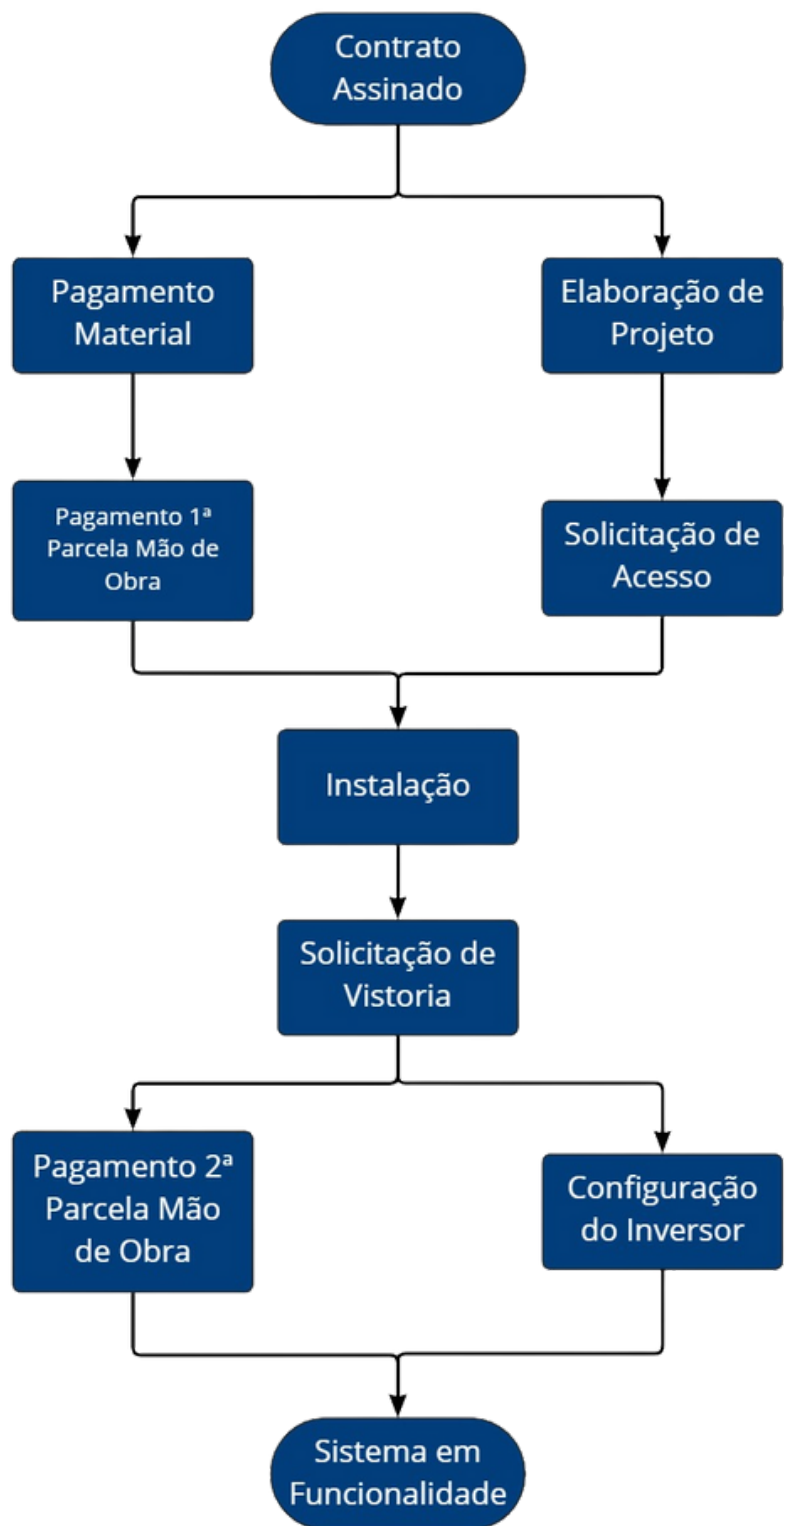 Contrato
Assinado
Pagamento
Material
Elaboração de
Projeto
Pagamento 1ª
Parcela Mão de
Obra
Solicitação de
Acesso
Instalação
Solicitação de
Vistoria
Pagamento 2ª
Parcela Mão
de Obra
Configuração
do Inversor
Sistema em
Funcionalidade